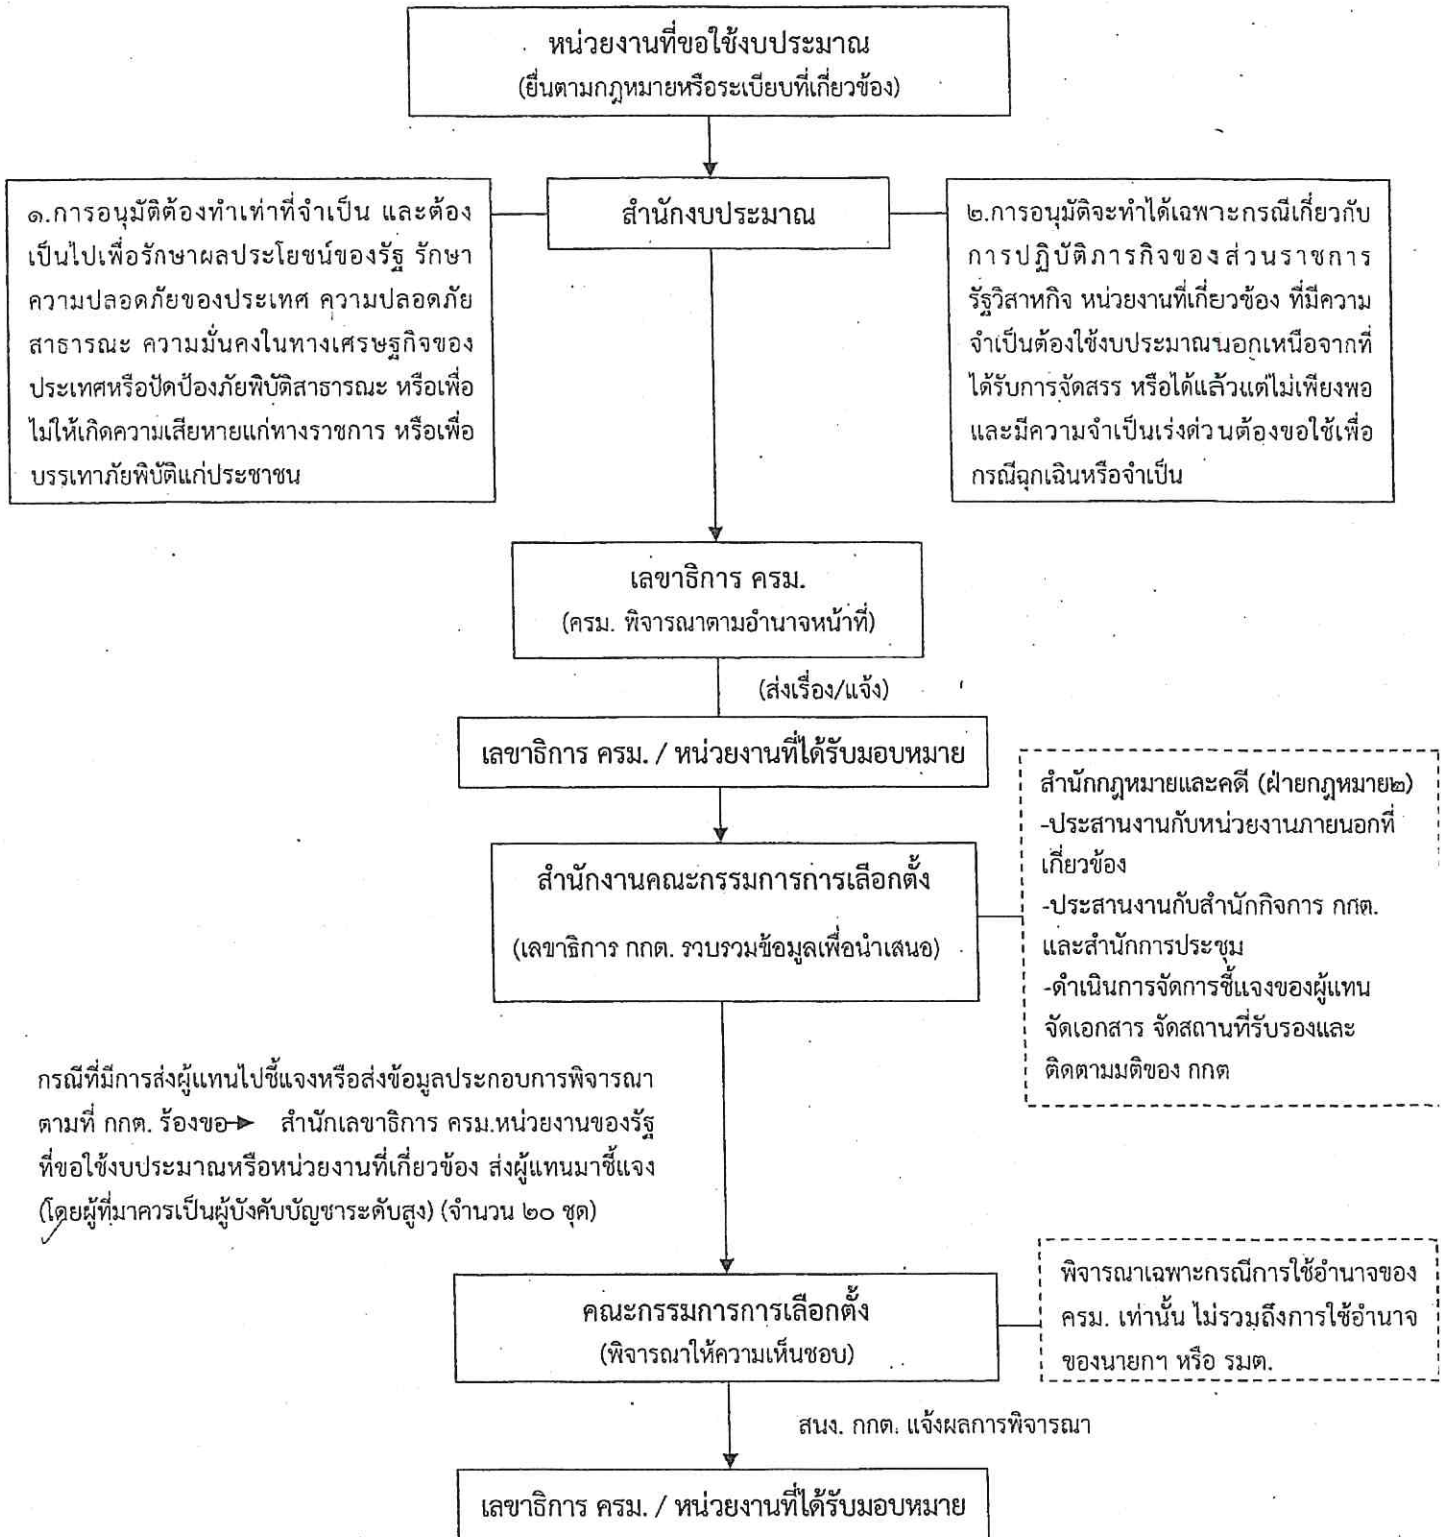 หน่วยงานที่ขอใช้งบประมาณ
(ยื่นตามกฎหมายหรือระเบียบที่เกี่ยวข้อง)
๑.การอนุมัติต้องทำเท่าที่จำเป็น และต้อง
เป็นไปเพื่อรักษาผลประโยชน์ของรัฐ รักษา
ความปลอดภัยของประเทศ ความปลอดภัย
สาธารณะ ความมั่นคงในทางเศรษฐกิจของ
ประเทศหรือปัดป้องภัยพิบัติสาธารณะ หรือเพื่อ
ไม่ให้เกิดความเสียหายแก่ทางราชการ หรือเพื่อ
บรรเทาภัยพิบัติแก่ประชาชน
สำนักงบประมาณ
๒.การอนุมัติจะทำได้เฉพาะกรณีเกี่ยวกับ
การปฏิบัติภารกิจของส่วนราชการ
รัฐวิสาหกิจ หน่วยงานที่เกี่ยวข้อง ที่มีความ
จำเป็นต้องใช้งบประมาณนอกเหนือจากที่
ได้รับการจัดสรร หรือได้แล้วแต่ไม่เพียงพอ
และมีความจำเป็นเร่งด่วนต้องขอใช้เพื่อ
กรณีฉุกเฉินหรือจำเป็น
เลขาธิการ ครม.
(ครม. พิจารณาตามอำนาจหน้าที่)
(ส่งเรื่อง/แจ้ง)
เลขาธิการ ครม. / หน่วยงานที่ได้รับมอบหมาย
สำนักงานคณะกรรมการการเลือกตั้ง
(เลขาธิการ กกต. รวบรวมข้อมูลเพื่อนำเสนอ)
สำนักกฎหมายและคดี (ฝ่ายกฎหมาย๒)
-ประสานงานกับหน่วยงานภายนอกที่
เกี่ยวข้อง
-ประสานงานกับสำนักกิจการ กกต.
และสำนักการประชุม
-ดำเนินการจัดการชี้แจงของผู้แทน
จัดเอกสาร จัดสถานที่รับรองและ
ติดตามมติของ กกต
กรณีที่มีการส่งผู้แทนไปชี้แจงหรือส่งข้อมูลประกอบการพิจารณา
ตามที่ กกต. ร้องขอ สำนักเลขาธิการ ครม.หน่วยงานของรัฐ
ที่ขอใช้งบประมาณหรือหน่วยงานที่เกี่ยวข้อง ส่งผู้แทนมาชี้แจง
(โดยผู้ที่มาควรเป็นผู้บังคับบัญชาระดับสูง) (จำนวน ๒๐ ชุด)
คณะกรรมการการเลือกตั้ง
(พิจารณาให้ความเห็นชอบ)
พิจารณาเฉพาะกรณีการใช้อำนาจของ
ครม. เท่านั้น ไม่รวมถึงการใช้อำนาจ
ของนายกฯ หรือ รมต.
สนง. กกต. แจ้งผลการพิจารณา
เลขาธิการ ครม. / หน่วยงานที่ได้รับมอบหมาย